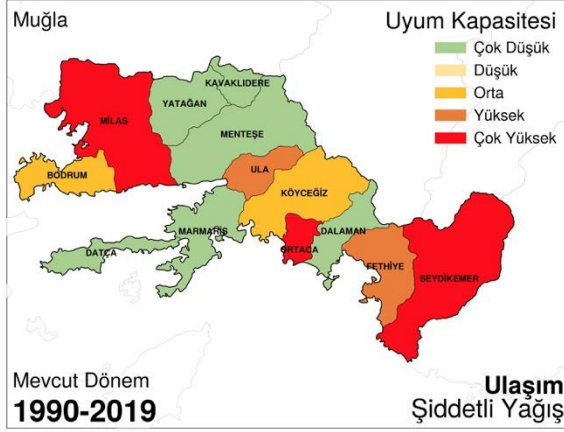 Muğla
Uyum Kapasitesi
Çok Düşük
Düşük
Orta
Yüksek
Çok Yüksek
KAVAKLIDERE
YATAĞAN
MİLAS
MENTEŞE
ULA
BODRUM
KÖYCEĞİZ
MARMARİS
DALAMAN
ORTACA
DATÇA
FETHİYE
SEYDİKEMER
Mevcut Dönem
1990-2019
Ulaşım
Şiddetli Yağış